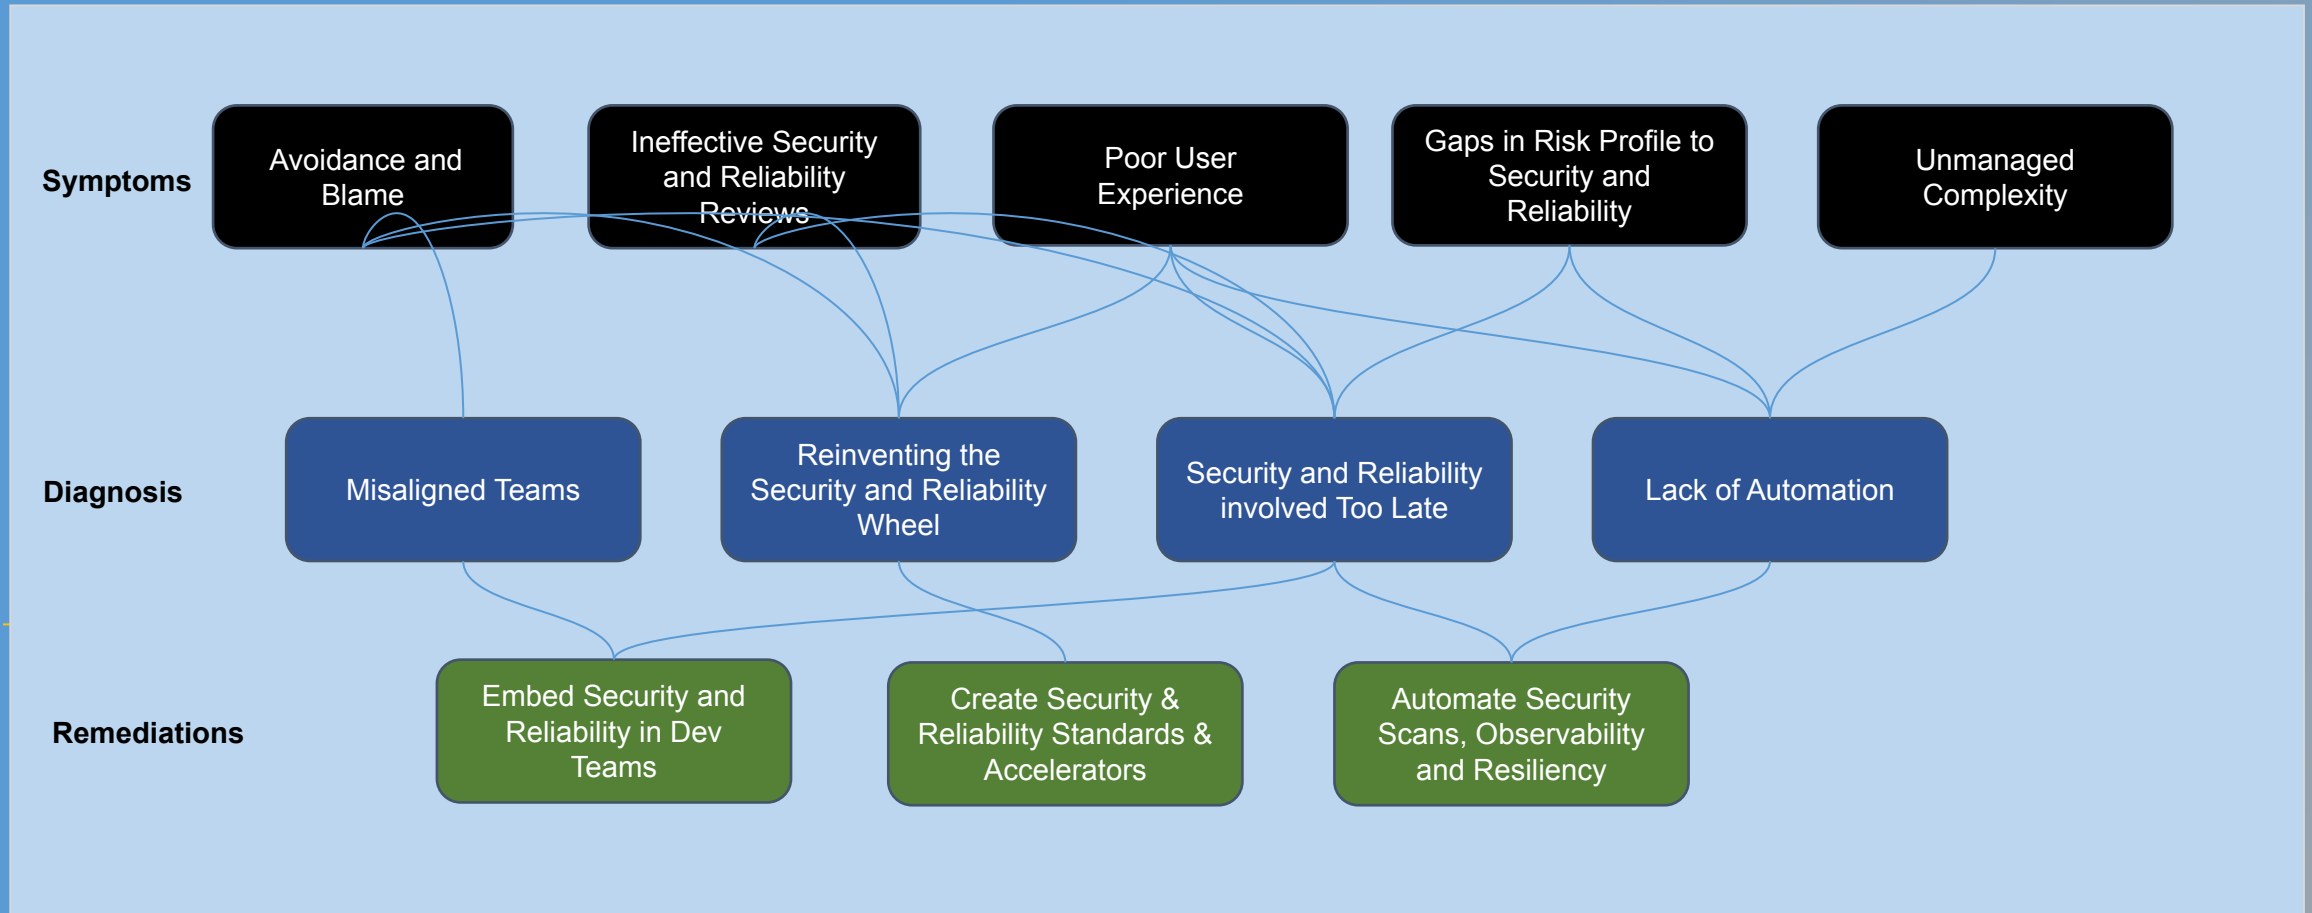 Symptoms
Avoidance and
Blame
Ineffective Security
and Reliability
Reviews
Poor User
Experience
Gaps in Risk Profile to
Security and
Reliability
Unmanaged
Complexity
Diagnosis
Misaligned Teams
Reinventing the
Security and Reliability
Wheel
Security and Reliability
involved Too Late
Lack of Automation
Remediations
Embed Security and
Reliability in Dev
Teams
Create Security &
Reliability Standards &
Accelerators
Automate Security
Scans, Observability
and Resiliency